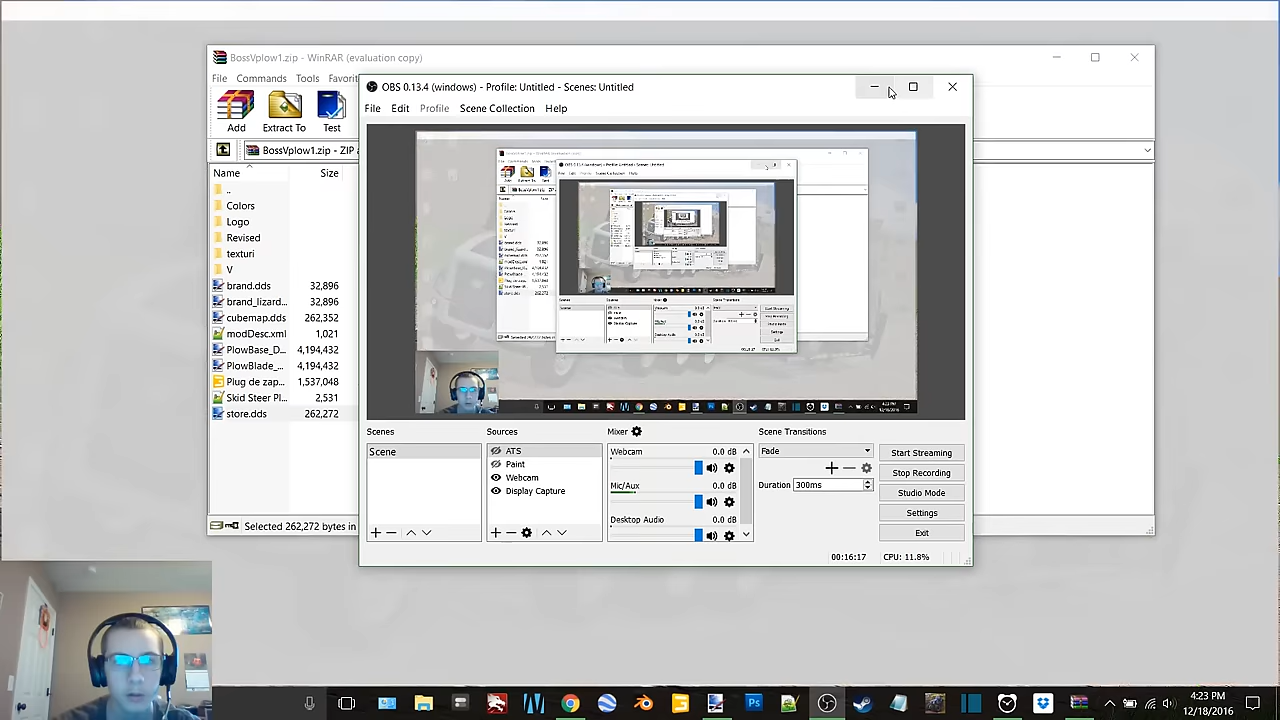 BossVplow1.zip - WinRAR (evaluation copy)
File Commands Tools Favorit
Add Extract To Test
BossVplow1.zip - ZIP a
Name Size
..
Colors
Logo
Revised
texturi
V
brand.dds 32,896
brand_lizard... 32,896
cubemap.dds 262,352
modDesc.xml 1,021
PlowBase_D... 4,194,432
PlowBlade_... 4,194,432
Plug de zap... 1,537,048
Skid Steer Pl... 2,531
store.dds 262,272
Selected 262,272 bytes in
OBS 0.13.4 (windows) - Profile: Untitled - Scenes: Untitled
File Edit Profile Scene Collection Help
Scenes
Scene
Sources
ATS
Paint
Webcam
Display Capture
Mixer
Webcam 0.0 dB
Mic/Aux 0.0 dB
Desktop Audio 0.0 dB
Scene Transitions
Fade
Duration 300ms
Start Streaming
Stop Recording
Studio Mode
Settings
Exit
00:16:17 CPU: 11.8%
4:23 PM
12/18/2016